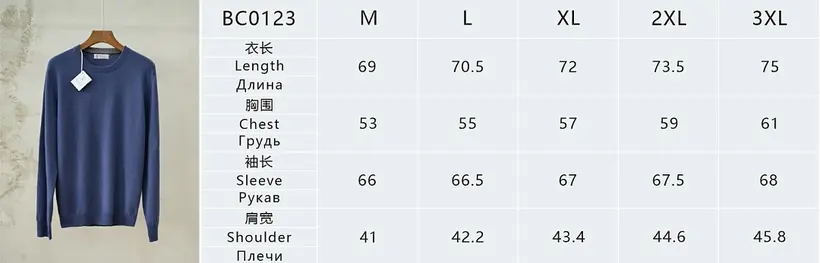 BC0123 M L XL 2XL 3XL
衣长
Length 69 70.5 72 73.5 75
Длина
胸围
Chest 53 55 57 59 61
Грудь
袖长
Sleeve 66 66.5 67 67.5 68
Рукав
肩宽
Shoulder 41 42.2 43.4 44.6 45.8
Плечи